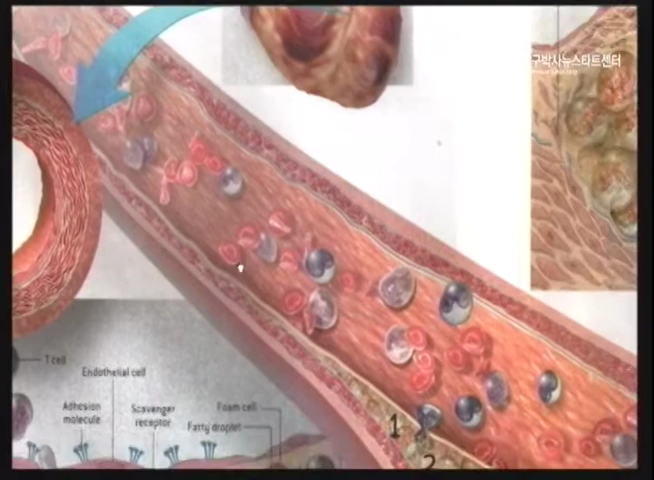 구박사뉴스타트센터
T cell
Endothelial cell
Adhesion
molecule
Scavenger
receptor
Foam cell
Fatty droplet
1
2